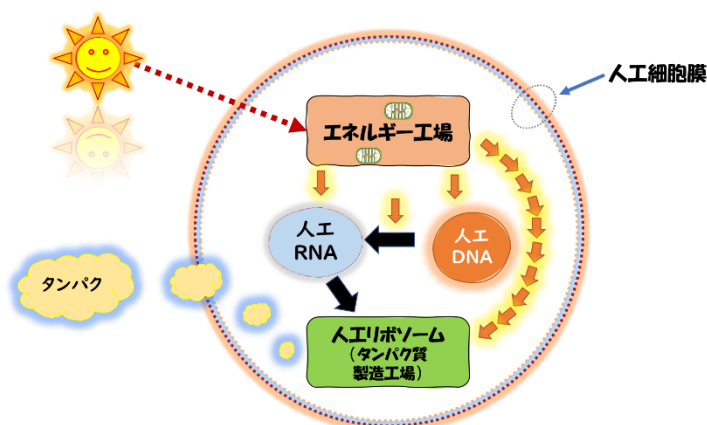 人工細胞膜
エネルギー工場
人工
RNA
人工
DNA
タンパク
人工リボソーム
（タンパク質
製造工場）